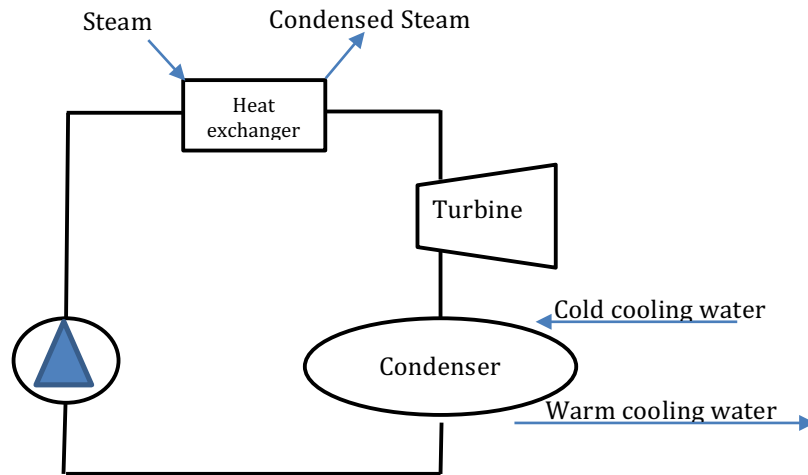 Steam
Condensed Steam
Heat
exchanger
Turbine
Cold cooling water
Condenser
Warm cooling water